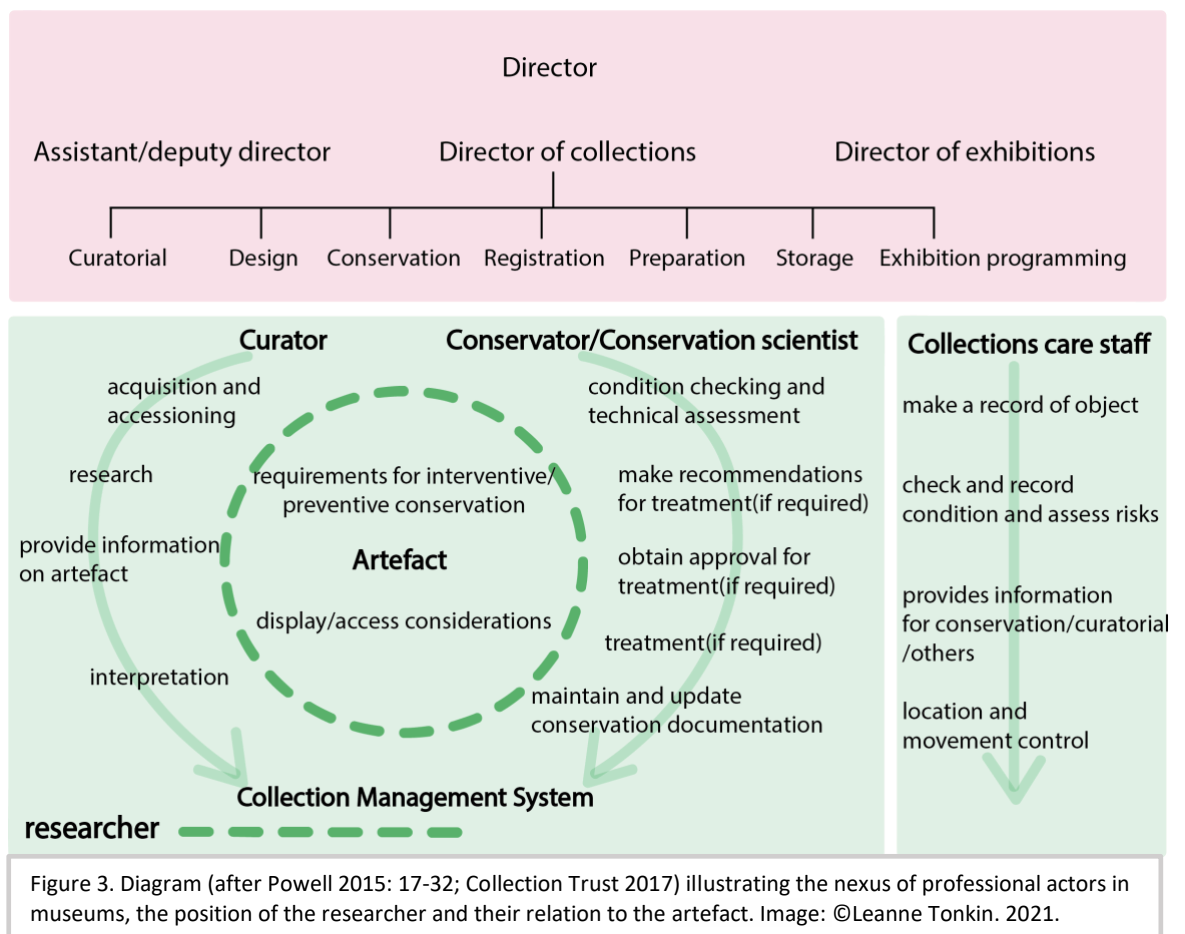 Director
Assistant/deputy director
Director of collections
Director of exhibitions
Curatorial
Design
Conservation
Registration
Preparation
Storage
Exhibition programming
Curator
acquisition and
accessioning
research
provide information
on artefact
interpretation
requirements for interventive/
preventive conservation
Artefact
display/access considerations
Conservator/Conservation scientist
condition checking and
technical assessment
make recommendations
for treatment(if required)
obtain approval for
treatment(if required)
treatment(if required)
maintain and update
conservation documentation
Collection Management System
researcher
Collections care staff
make a record of object
check and record
condition and assess risks
provides information
for conservation/curatorial
/others
location and
movement control
Figure 3. Diagram (after Powell 2015: 17-32; Collection Trust 2017) illustrating the nexus of professional actors in
museums, the position of the researcher and their relation to the artefact. Image: ©Leanne Tonkin. 2021.